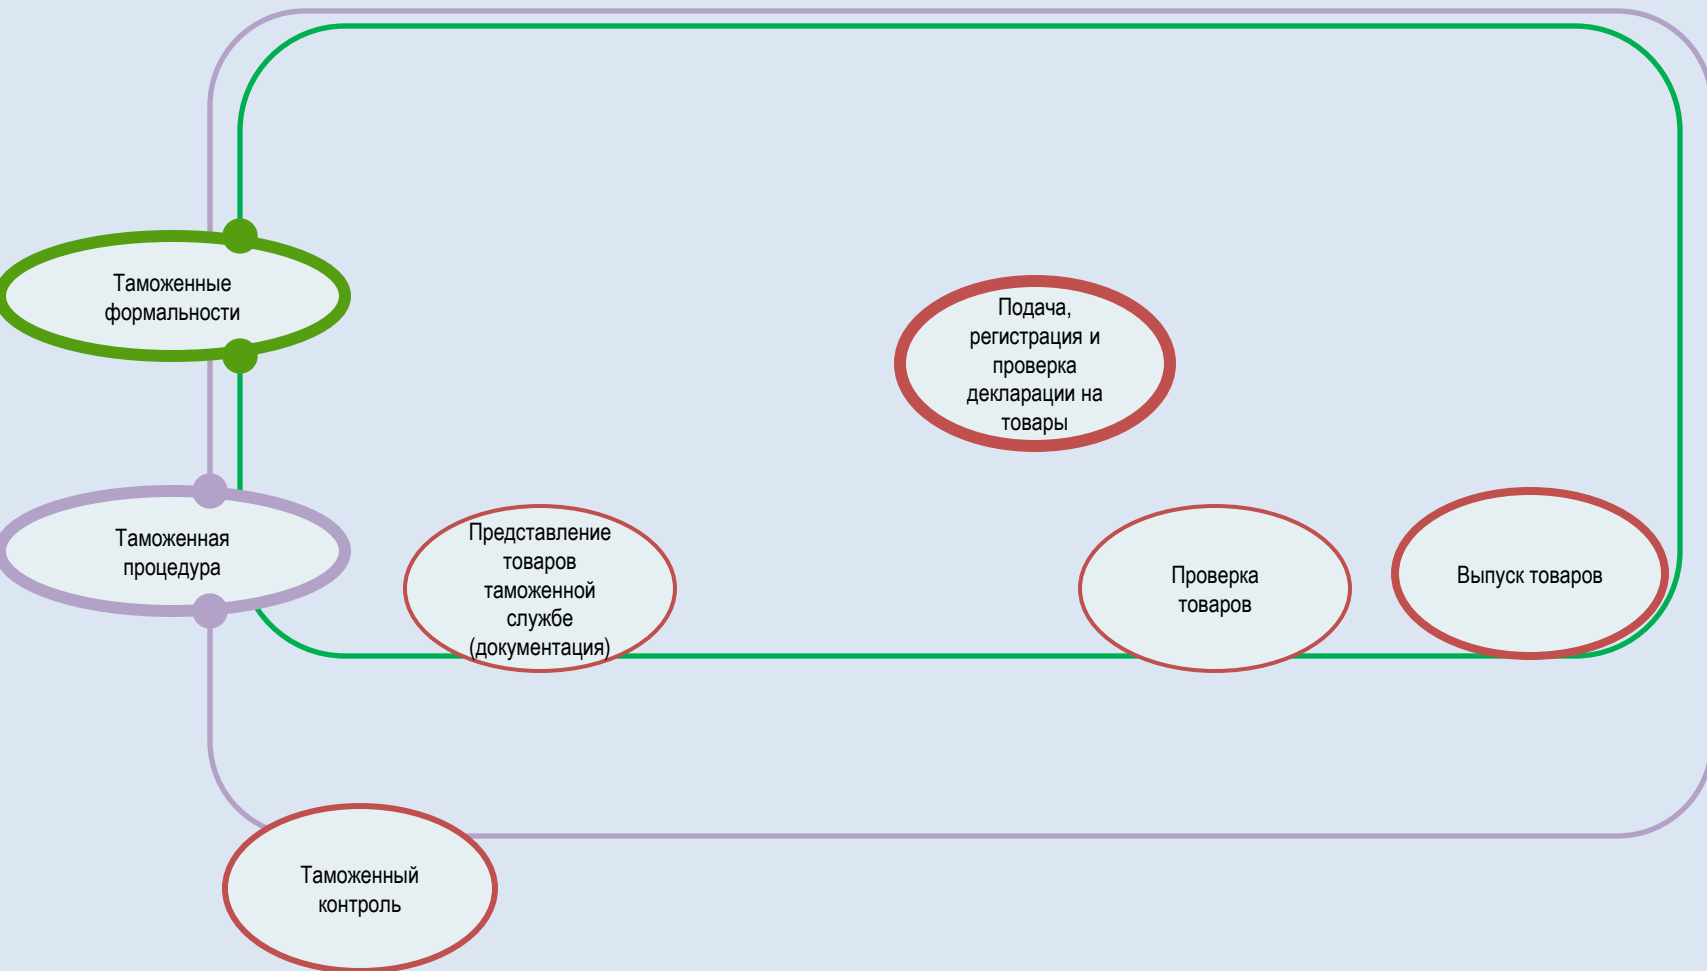 Таможенные
формальности
Подача,
регистрация и
проверка
декларации на
товары
Таможенная
процедура
Представление
товаров
таможенной
службе
(документация)
Проверка
товаров
Выпуск товаров
Таможенный
контроль